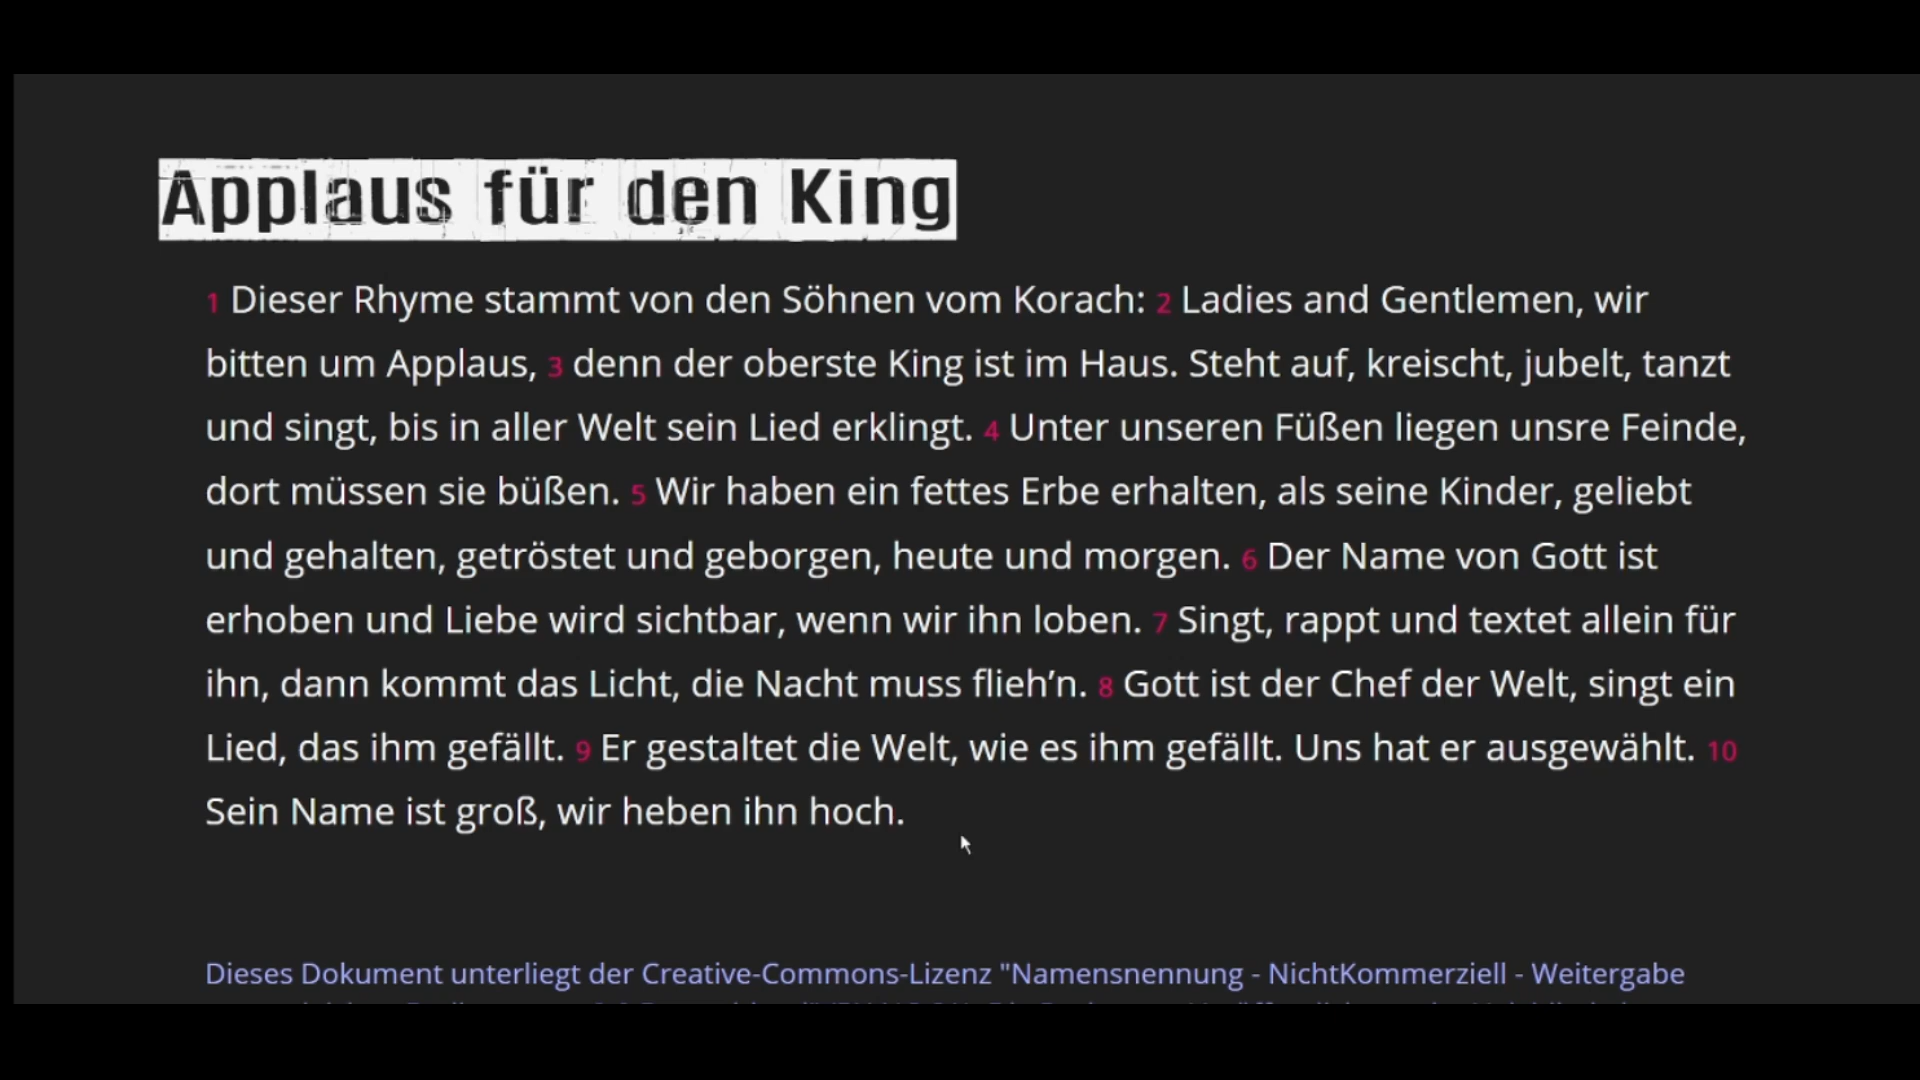 Applaus für den King
1 Dieser Rhyme stammt von den Söhnen vom Korach: 2 Ladies and Gentlemen, wir
bitten um Applaus, 3 denn der oberste King ist im Haus. Steht auf, kreischt, jubelt, tanzt
und singt, bis in aller Welt sein Lied erklingt. 4 Unter unseren Füßen liegen unsre Feinde,
dort müssen sie büßen. 5 Wir haben ein fettes Erbe erhalten, als seine Kinder, geliebt
und gehalten, getröstet und geborgen, heute und morgen. 6 Der Name von Gott ist
erhoben und Liebe wird sichtbar, wenn wir ihn loben. 7 Singt, rappt und textet allein für
ihn, dann kommt das Licht, die Nacht muss flieh’n. 8 Gott ist der Chef der Welt, singt ein
Lied, das ihm gefällt. 9 Er gestaltet die Welt, wie es ihm gefällt. Uns hat er ausgewählt. 10
Sein Name ist groß, wir heben ihn hoch.
Dieses Dokument unterliegt der Creative-Commons-Lizenz "Namensnennung - NichtKommerziell - Weitergabe